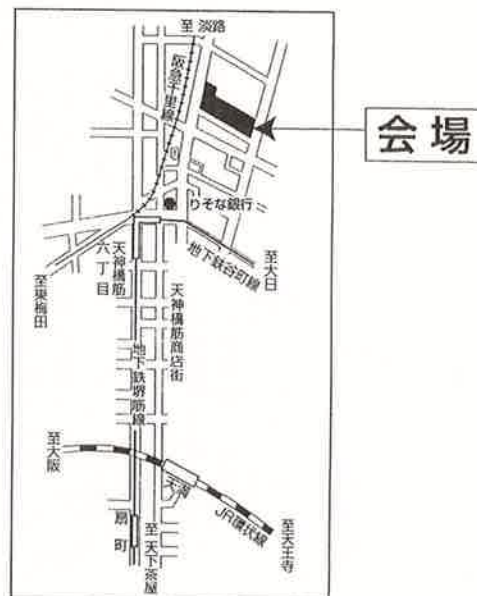 至 淡路
阪急千里線
会場
りそな銀行
地下鉄谷町線
至大日
至東梅田
天神橋筋
六丁目
天神橋筋商店街
地下鉄堺筋線
至大阪
天満
JR環状線
至天王寺
扇町
至 天下茶屋